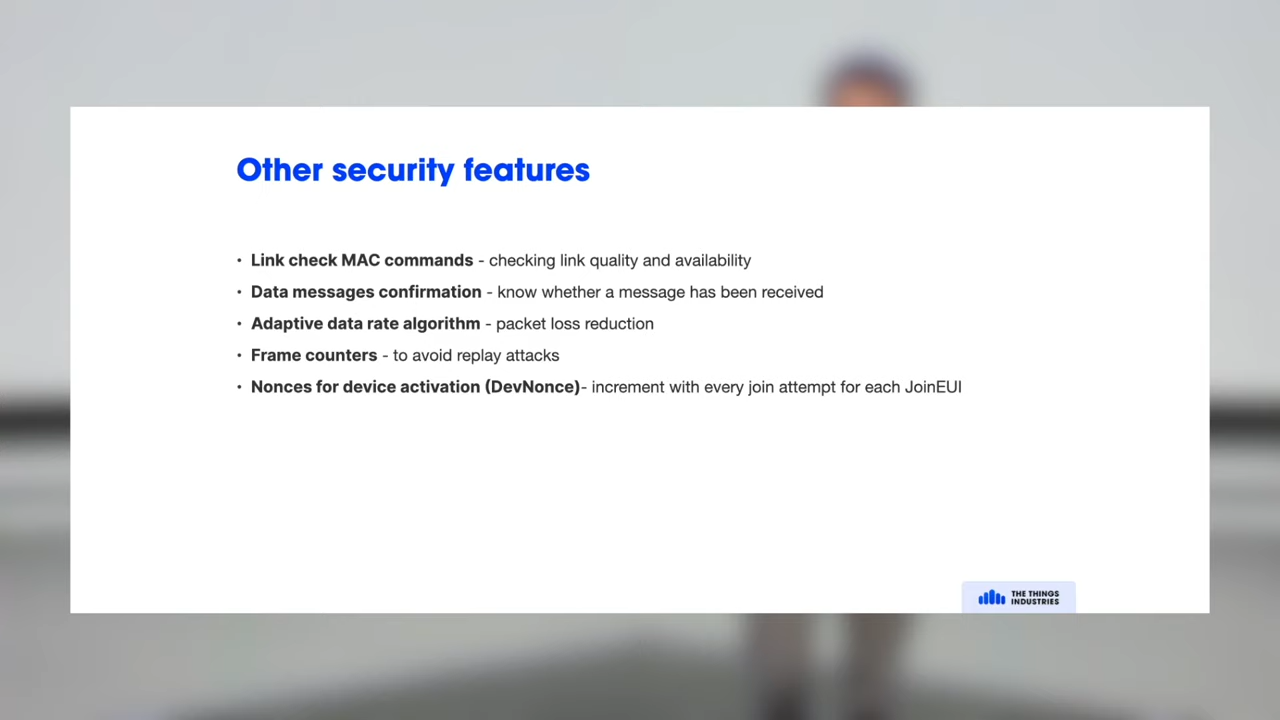 Other security features
• Link check MAC commands - checking link quality and availability
• Data messages confirmation - know whether a message has been received
• Adaptive data rate algorithm - packet loss reduction
• Frame counters - to avoid replay attacks
• Nonces for device activation (DevNonce)- increment with every join attempt for each JoinEUI
THE THINGS
INDUSTRIES